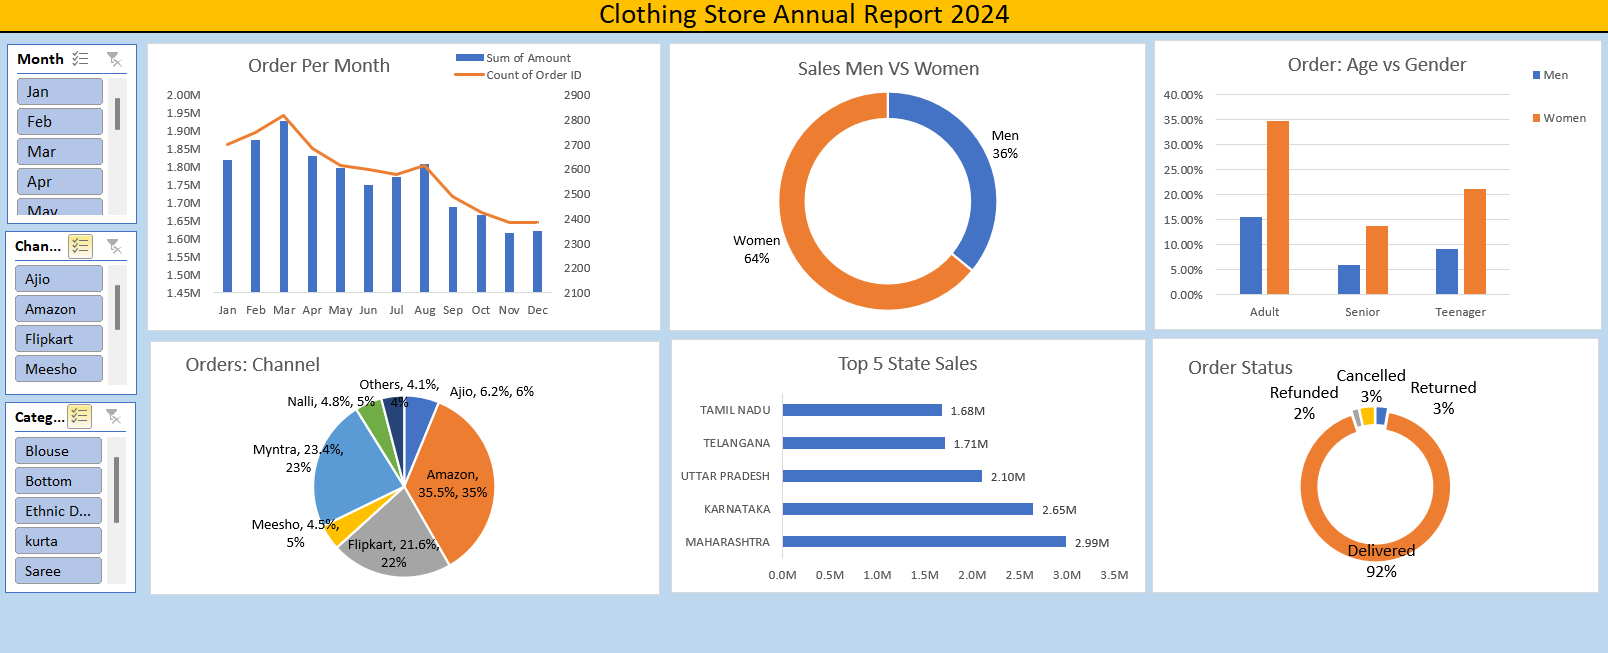 Clothing Store Annual Report 2024
Month
Jan
Feb
Mar
Apr
May
Chan...
Ajio
Amazon
Flipkart
Meesho
Categ...
Blouse
Bottom
Ethnic D...
kurta
Saree
Order Per Month
Sum of Amount
Count of Order ID
2.00M
1.95M
1.90M
1.85M
1.80M
1.75M
1.70M
1.65M
1.60M
1.55M
1.50M
1.45M
2900
2800
2700
2600
2500
2400
2300
2200
2100
Jan Feb Mar Apr May Jun Jul Aug Sep Oct Nov Dec
Sales Men VS Women
Men
36%
Women
64%
Order: Age vs Gender
Men
Women
40.00%
35.00%
30.00%
25.00%
20.00%
15.00%
10.00%
5.00%
0.00%
Adult Senior Teenager
Orders: Channel
Others, 4.1%,
4%
Ajio, 6.2%, 6%
Nalli, 4.8%, 5%
Myntra, 23.4%,
23%
Amazon,
35.5%, 35%
Meesho, 4.5%,
5%
Flipkart, 21.6%,
22%
Top 5 State Sales
TAMIL NADU 1.68M
TELANGANA 1.71M
UTTAR PRADESH 2.10M
KARNATAKA 2.65M
MAHARASHTRA 2.99M
0.0M 0.5M 1.0M 1.5M 2.0M 2.5M 3.0M 3.5M
Order Status
Cancelled
3%
Refunded
2%
Returned
3%
Delivered
92%